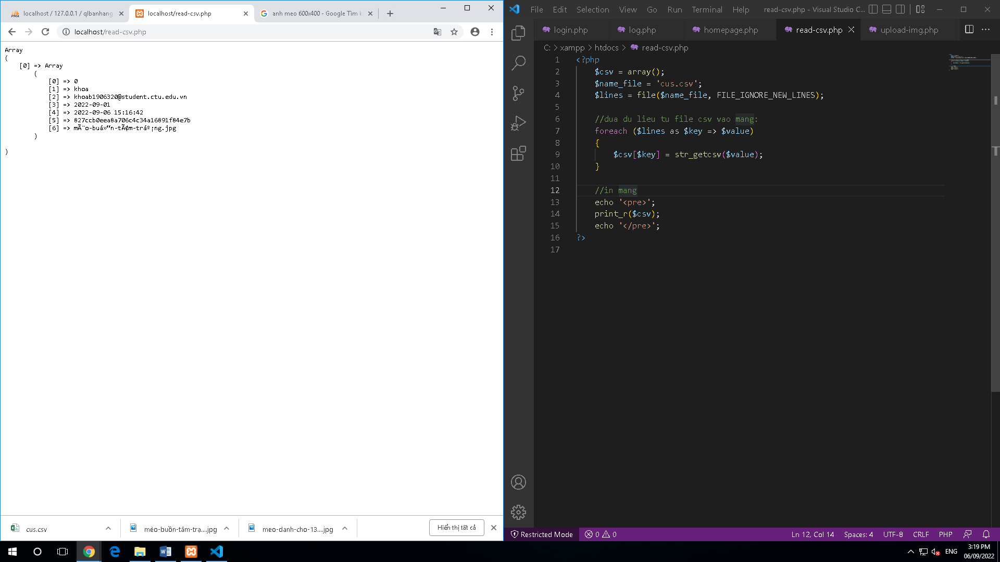 localhost / 127.0.0.1 / qlbanhang
localhost/read-csv.php
anh meo 600x400 - Google Tìm k
localhost/read-csv.php
Array
(
    [0] => Array
        (
            [0] => 0
            [1] => khoa
            [2] => khoab1906320@student.ctu.edu.vn
            [3] => 2022-09-01
            [4] => 2022-09-06 15:16:42
            [5] => 827ccb0eea8a706c4c34a16891f84e7b
            [6] => mÃ¨o-buá»“n-tÃ¢m-tráº¡ng.jpg
        )
)
cus.csv
mèo-buồn-tâm-trạ....jpg
meo-danh-cho-13....jpg
Hiển thị tất cả
File Edit Selection View Go Run Terminal Help
read-csv.php - Visual Studio C...
login.php
log.php
homepage.php
read-csv.php
upload-img.php
C: > xampp > htdocs > read-csv.php
1 <?php
2     $csv = array();
3     $name_file = 'cus.csv';
4     $lines = file($name_file, FILE_IGNORE_NEW_LINES);
5
6     //dua du lieu tu file csv vao mang:
7     foreach ($lines as $key => $value)
8     {
9         $csv[$key] = str_getcsv($value);
10     }
11
12     //in mang
13     echo '<pre>';
14     print_r($csv);
15     echo '</pre>';
16 ?>
17
Restricted Mode 0 0
Ln 12, Col 14 Spaces: 4 UTF-8 CRLF PHP
ENG
3:19 PM
06/09/2022